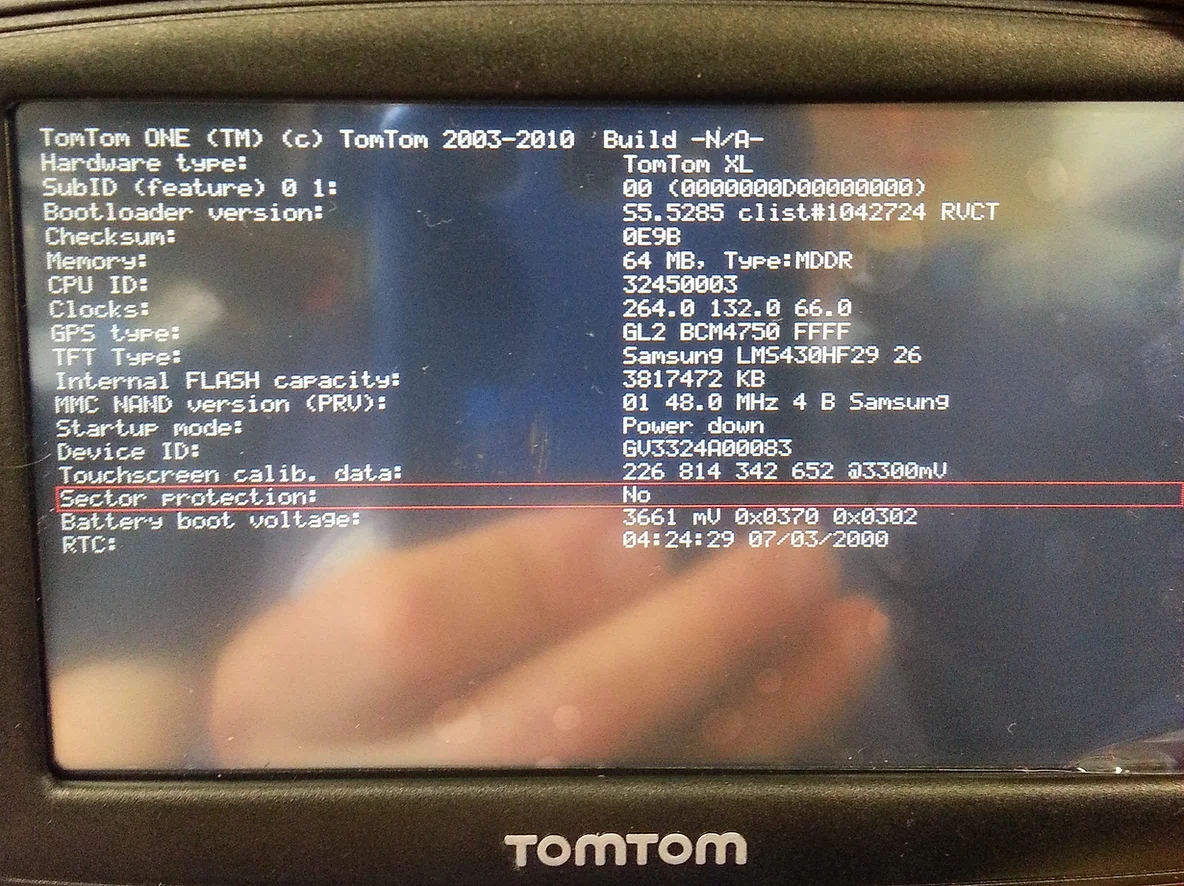 TomTom ONE (TM) (c) TomTom 2003-2010 Build -N/A-
Hardware type: TomTom XL
SubID (feature) 0 1: 00 (0000000D00000000)
Bootloader version: S5.5285 clist#1042724 RVCT
Checksum: 0E9B
Memory: 64 MB, Type:MDDR
CPU ID: 32450003
Clocks: 264.0 132.0 66.0
GPS type: GL2 BCM4750 FFFF
TFT Type: Samsung LMS430HF29 26
Internal FLASH capacity: 3817472 KB
MMC NAND version (PRV): 01 48.0 MHz 4 B Samsung
Startup mode: Power down
Device ID: GV3324A00083
Touchscreen calib. data: 226 814 342 652 @3300mV
Sector protection: No
Battery boot voltage: 3661 mV 0x0370 0x0302
RTC: 04:24:29 07/03/2000
TOMTOM